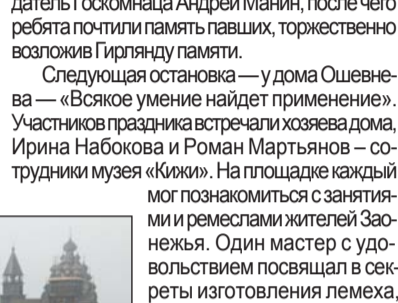 датель Госкомнаца Андрей Манин, после чего
ребята почтили память павших, торжественно
возложив Гирлянду памяти.
Следующая остановка — у дома Ошевне-
ва — «Всякое умение найдет применение».
Участников праздника встречали хозяева дома,
Ирина Набокова и Роман Мартьянов – со-
трудники музея «Кижи». На площадке каждый
мог познакомиться с занятия-
ми и ремеслами жителей Зао-
нежья. Один мастер с удо-
вольствием посвящал в сек-
реты изготовления лемеха,